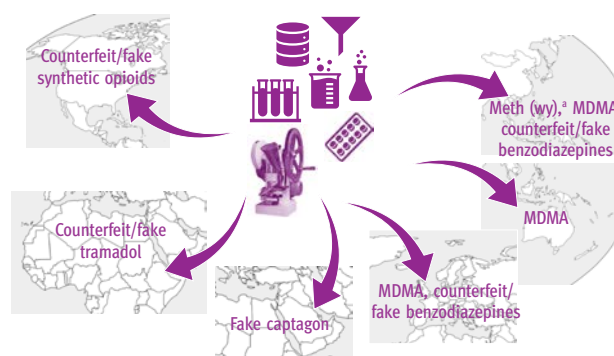 Counterfeit/fake
synthetic opioids
Meth (wy),ª MDMA
counterfeit/fake
benzodiazepines
Counterfeit/fake
tramadol
MDMA
Fake captagon
MDMA, counterfeit/
fake benzodiazepines